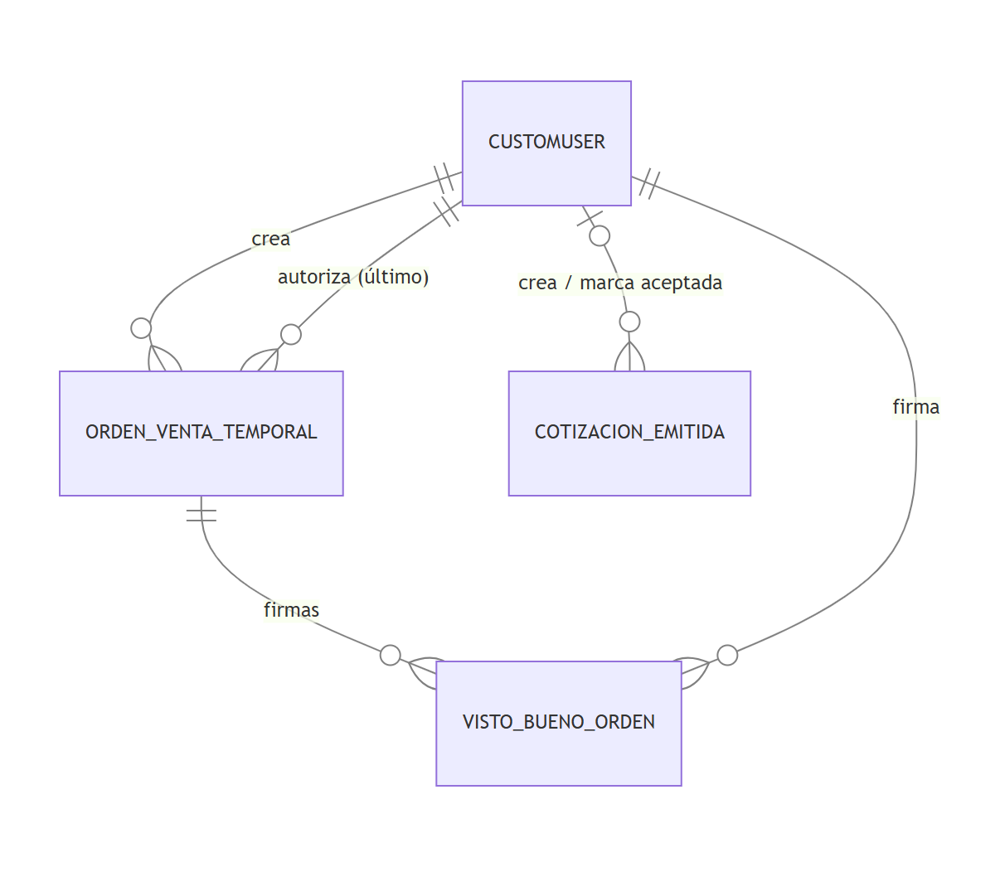 CUSTOMUSER
crea
autoriza (último)
crea / marca aceptada
firma
ORDEN_VENTA_TEMPORAL
COTIZACION_EMITIDA
firmas
VISTO_BUENO_ORDEN